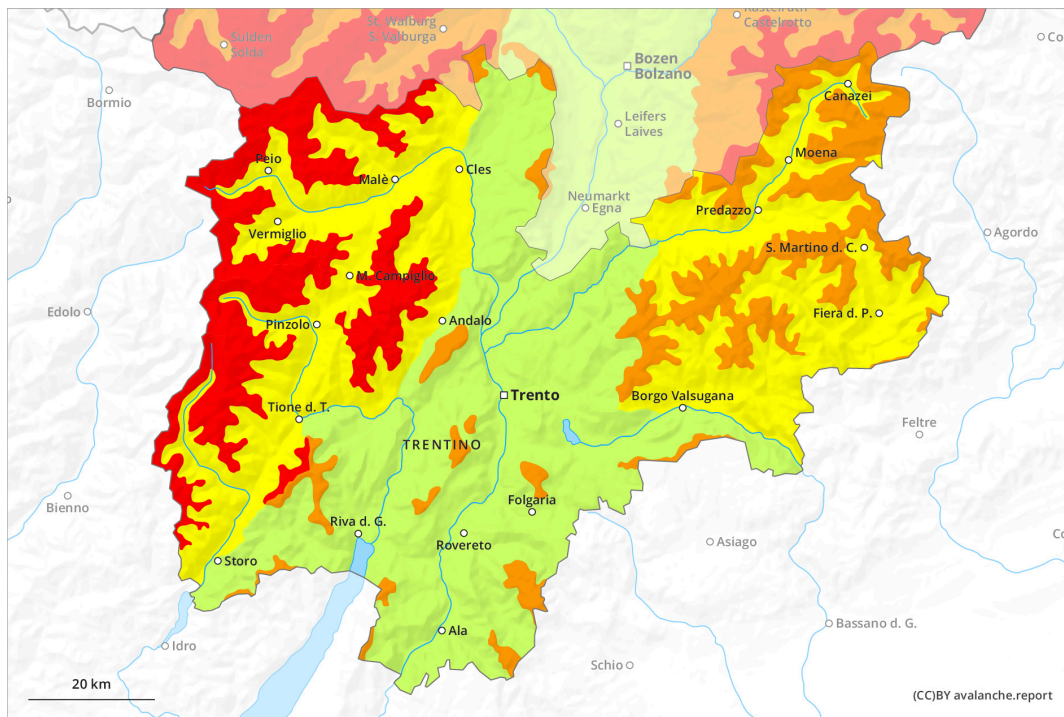 Kastelruth
Castelrotto
St. Walburg
S. Valburga
Sulden
Solda
Co
Bozen
Bolzano
Bormio
Canazei
Leifers
Laives
Moena
Peio
Malè
Cles
Neumarkt
Egna
Predazzo
Vermiglio
Agordo
S. Martino d. C.
M. Campiglio
Edolo
Pinzolo
Andalo
Fiera d. P.
Trento
Borgo Valsugana
Tione d. T.
Feltre
TRENTINO
Bienno
Folgaria
Riva d. G.
Rovereto
Asiago
Co
Storo
Bassano d. G.
Ala
Idro
Schio
20 km
(CC)BY avalanche.report